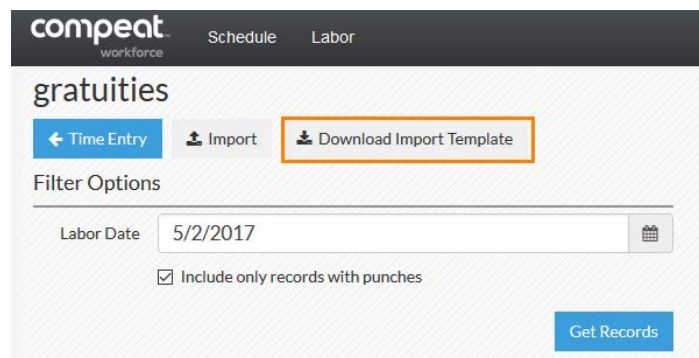 compeat
workforce
Schedule Labor
gratuities
Time Entry Import Download Import Template
Filter Options
Labor Date 5/2/2017
Include only records with punches
Get Records